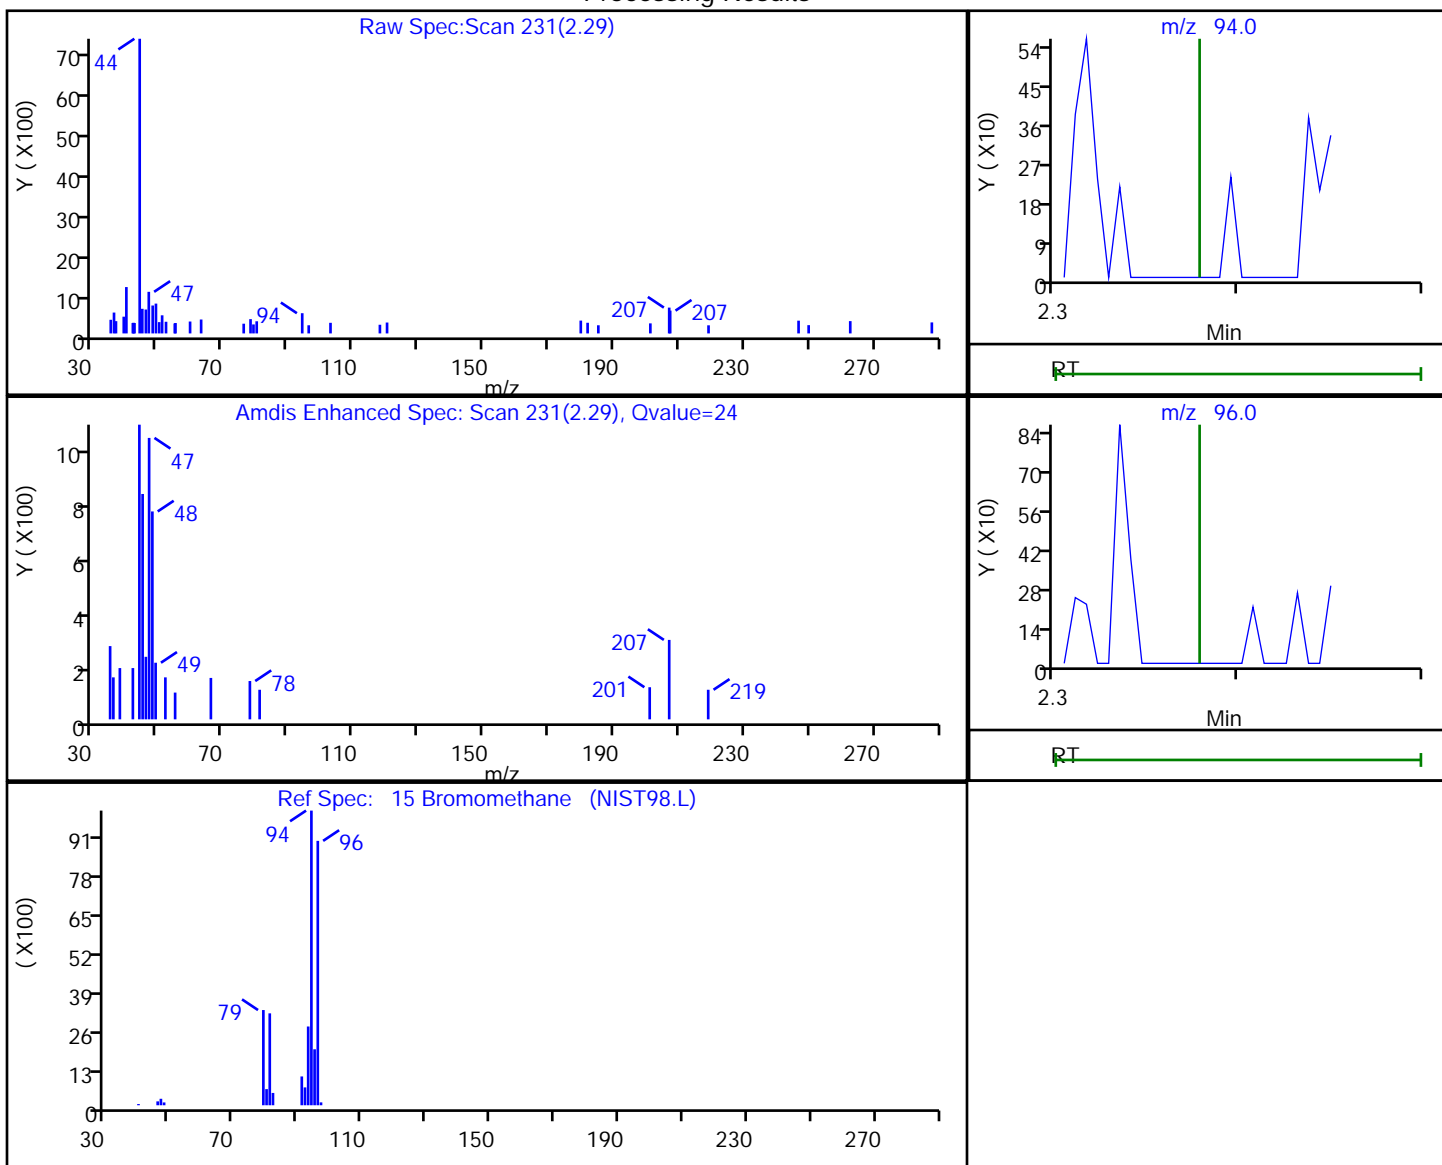 Processing Results
Raw Spec:Scan 231(2.29)
Y ( X100)
70
60
50
40
30
20
10
0
44
47
94
207
207
30 70 110 150 190 230 270
m/z
m/z 94.0
Y ( X10)
54
45
36
27
18
9
0
2.3
Min
RT
Amdis Enhanced Spec: Scan 231(2.29), Qvalue=24
Y ( X100)
10
8
6
4
2
0
47
48
49
78
201
207
219
30 70 110 150 190 230 270
m/z
m/z 96.0
Y ( X10)
84
70
56
42
28
14
0
2.3
Min
RT
Ref Spec: 15 Bromomethane (NIST98.L)
( X100)
91
78
65
52
39
26
13
0
94
96
79
30 70 110 150 190 230 270